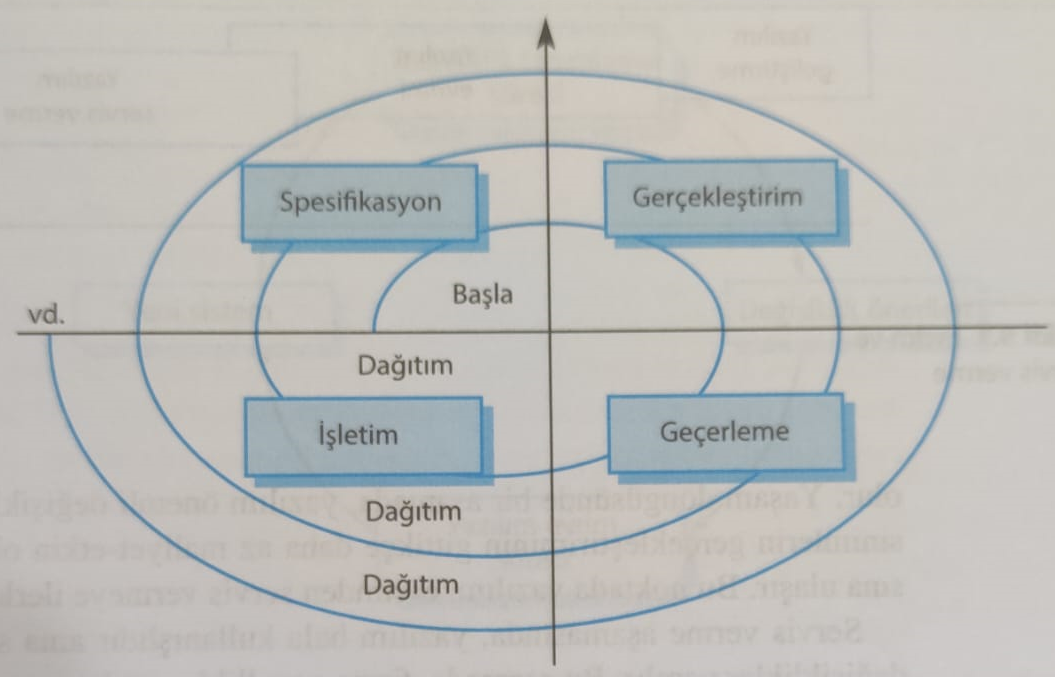 Spesifikasyon
Gerçekleştirim
Başla
vd.
Dağıtım
İşletim
Geçerleme
Dağıtım
Dağıtım